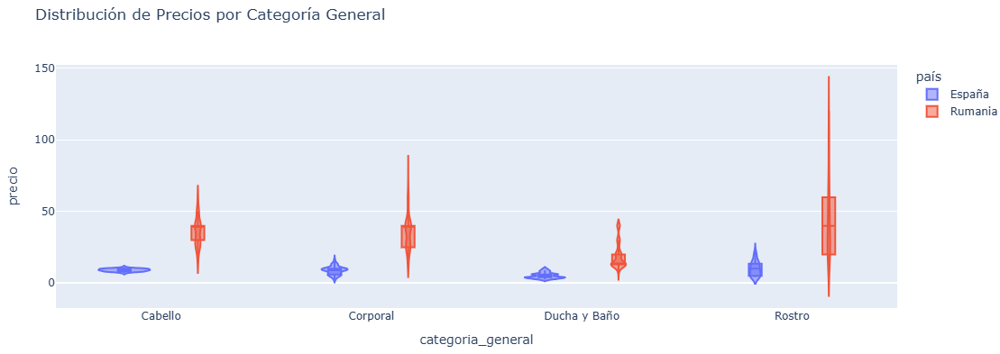 Distribución de Precios por Categoría General
150
100
50
0
precio
Cabello
Corporal
Ducha y Baño
Rostro
categoria_general
país
España
Rumania